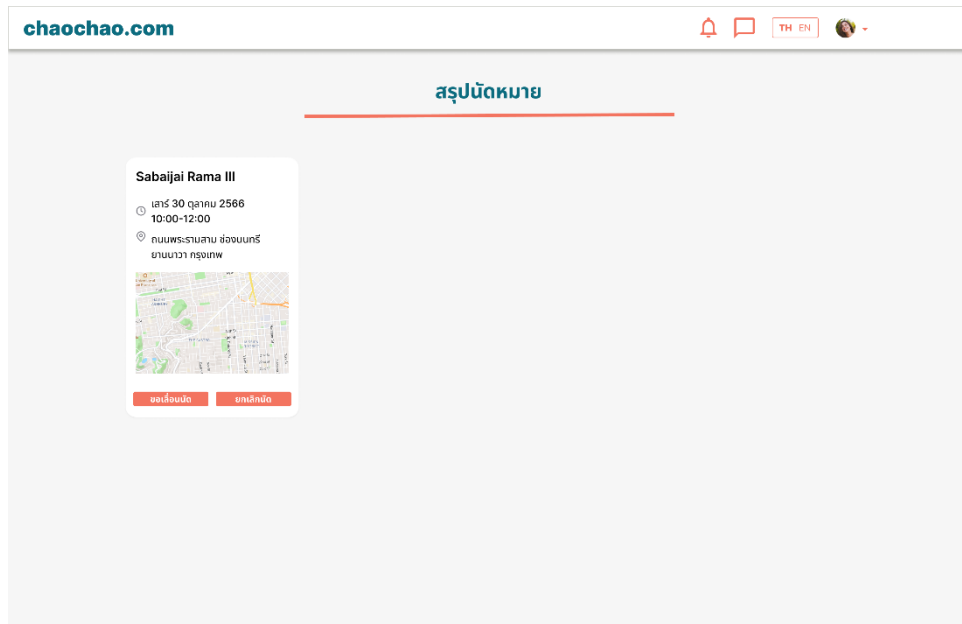 chaochao.com
TH EN
สรุปนัดหมาย
Sabaijai Rama III
เสาร์ 30 ตุลาคม 2566
10:00-12:00
ถนนพระรามสาม ช่องนนทรี
ยานนาวา กรุงเทพ
ขอเลื่อนนัด
ยกเลิกนัด